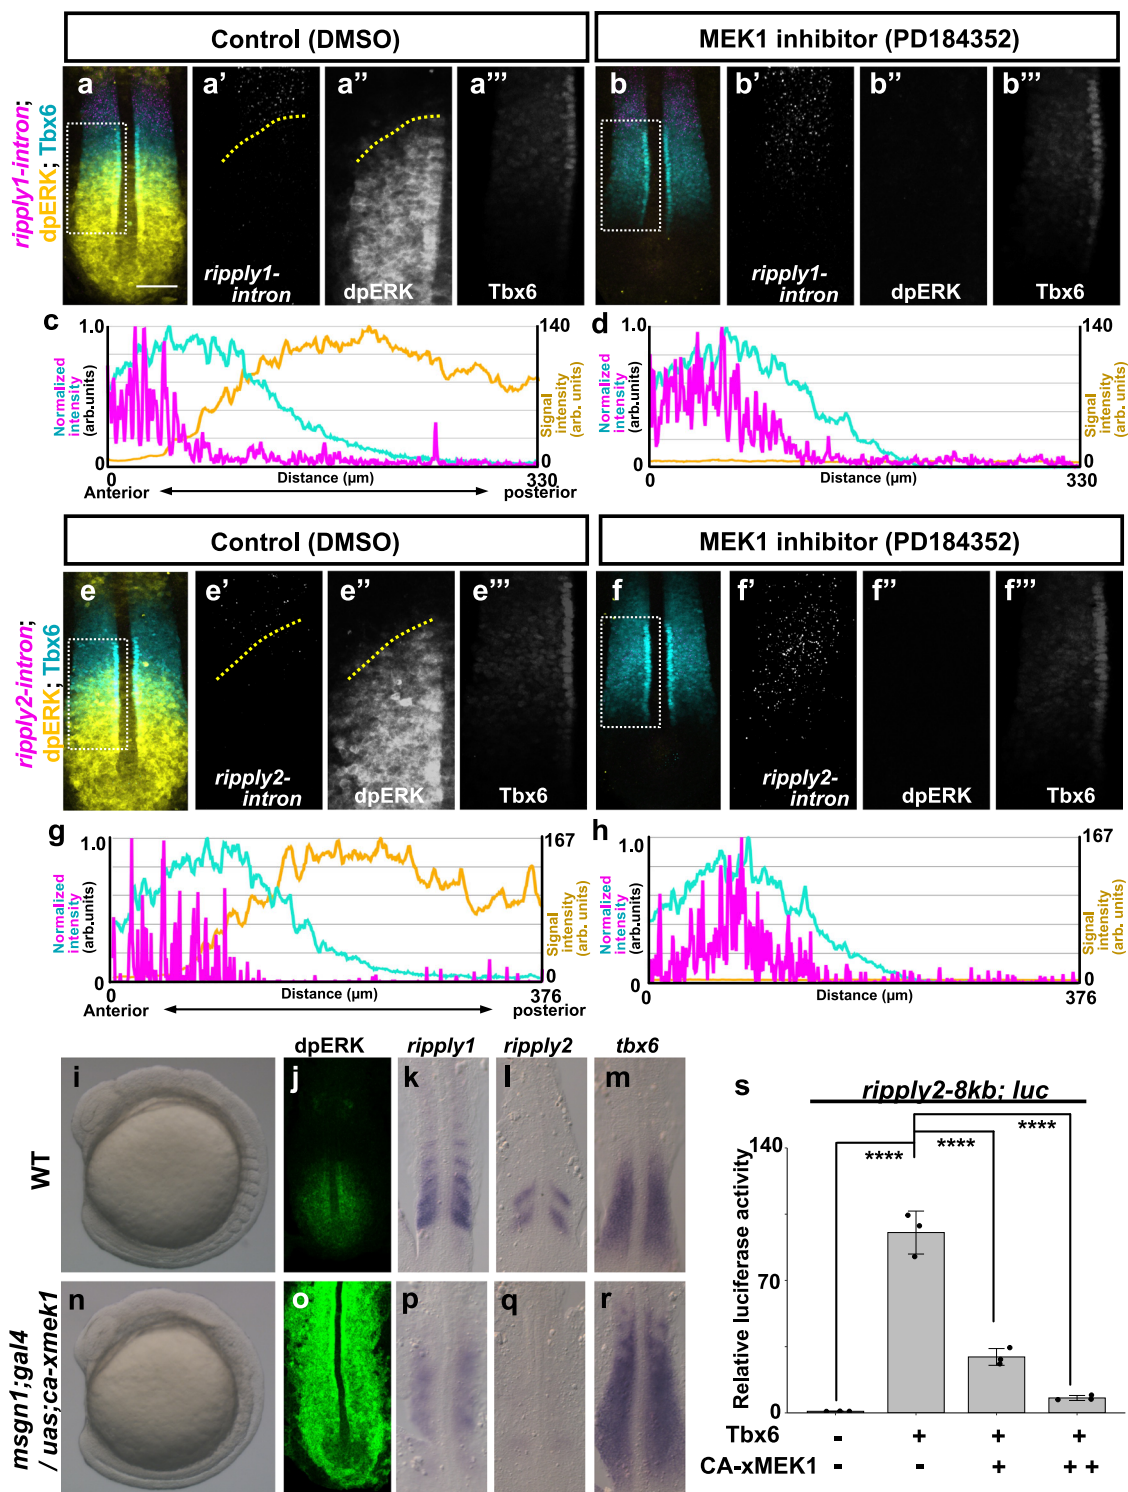 Control (DMSO)
MEK1 inhibitor (PD184352)
ripply1-intron;
dpERK; Tbx6
a
a'
a''
a'''
b
b'
b''
b'''
ripply1-
intron
dpERK
Tbx6
ripply1-
intron
dpERK
Tbx6
c
1.0
0
Normalized
intensity
(arb.units)
140
0
Signal
intensity
(arb. units)
0
Distance (µm)
330
Anterior
posterior
d
1.0
0
Normalized
intensity
(arb.units)
140
0
Signal
intensity
(arb. units)
0
Distance (µm)
330
Control (DMSO)
MEK1 inhibitor (PD184352)
ripply2-intron;
dpERK; Tbx6
e
e'
e''
e'''
f
f'
f''
f'''
ripply2-
intron
dpERK
Tbx6
ripply2-
intron
dpERK
Tbx6
g
1.0
0
Normalized
intensity
(arb.units)
167
0
Signal
intensity
(arb. units)
0
Distance (µm)
376
Anterior
posterior
h
1.0
0
Normalized
intensity
(arb.units)
167
0
Signal
intensity
(arb. units)
0
Distance (µm)
376
dpERK
ripply1
ripply2
tbx6
WT
i
j
k
l
m
msgn1;gal4
/ uas;ca-xmek1
n
o
p
q
r
s
ripply2-8kb; luc
****
****
****
Relative luciferase activity
140
70
0
Tbx6 - + + +
CA-xMEK1 - - + + +